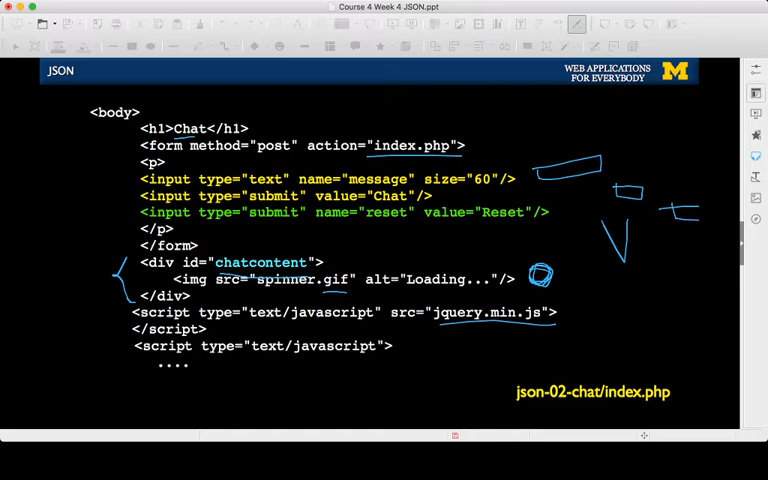 Course 4 Week 4 JSON.ppt
JSON
WEB APPLICATIONS
FOR EVERYBODY
M
<body>
<h1>Chat</h1>
<form method="post" action="index.php">
<p>
<input type="text" name="message" size="60"/>
<input type="submit" value="Chat"/>
<input type="submit" name="reset" value="Reset"/>
</p>
</form>
<div id="chatcontent">
<img src="spinner.gif" alt="Loading..."/>
</div>
<script type="text/javascript" src="jquery.min.js">
</script>
<script type="text/javascript">
....
json-02-chat/index.php